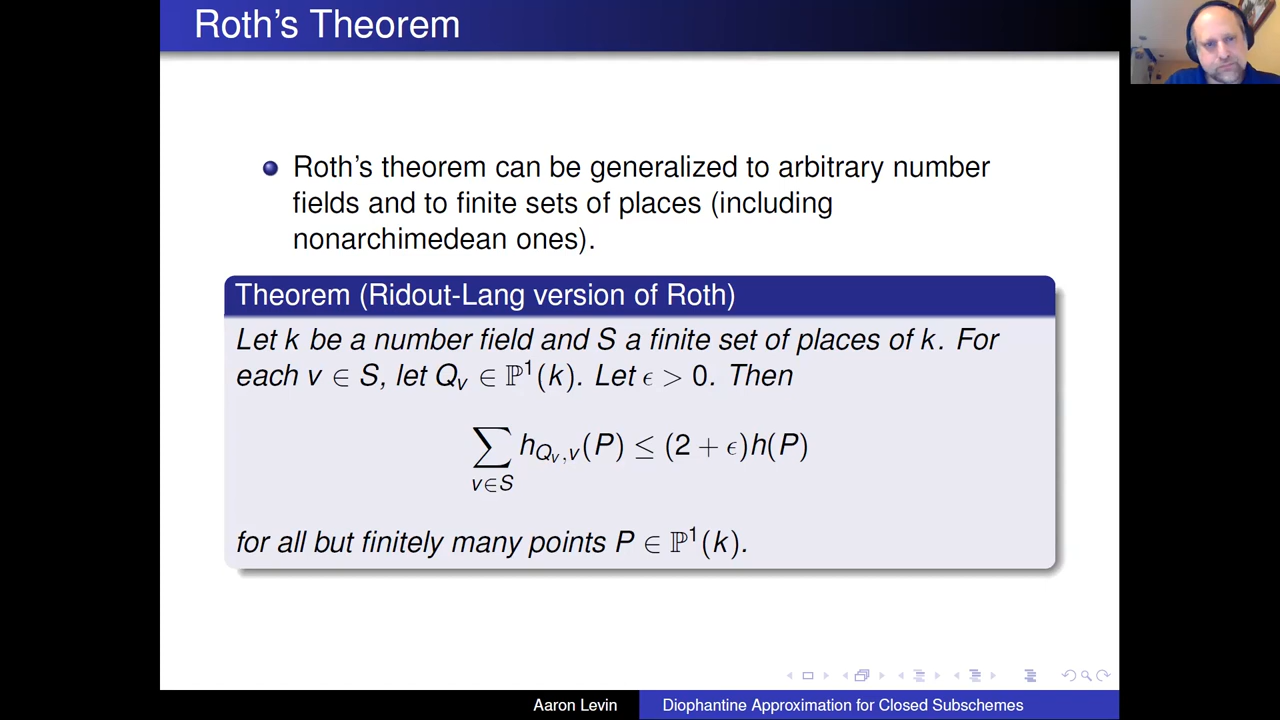 Roth's Theorem
Roth's theorem can be generalized to arbitrary number
fields and to finite sets of places (including
nonarchimedean ones).
Theorem (Ridout-Lang version of Roth)
Let k be a number field and S a finite set of places of k. For
each v ∈ S, let Q_v ∈ ℙ¹(k). Let ϵ > 0. Then
∑_{v∈S} h_{Q_v,v}(P) ≤ (2 + ϵ)h(P)
for all but finitely many points P ∈ ℙ¹(k).
Aaron Levin
Diophantine Approximation for Closed Subschemes